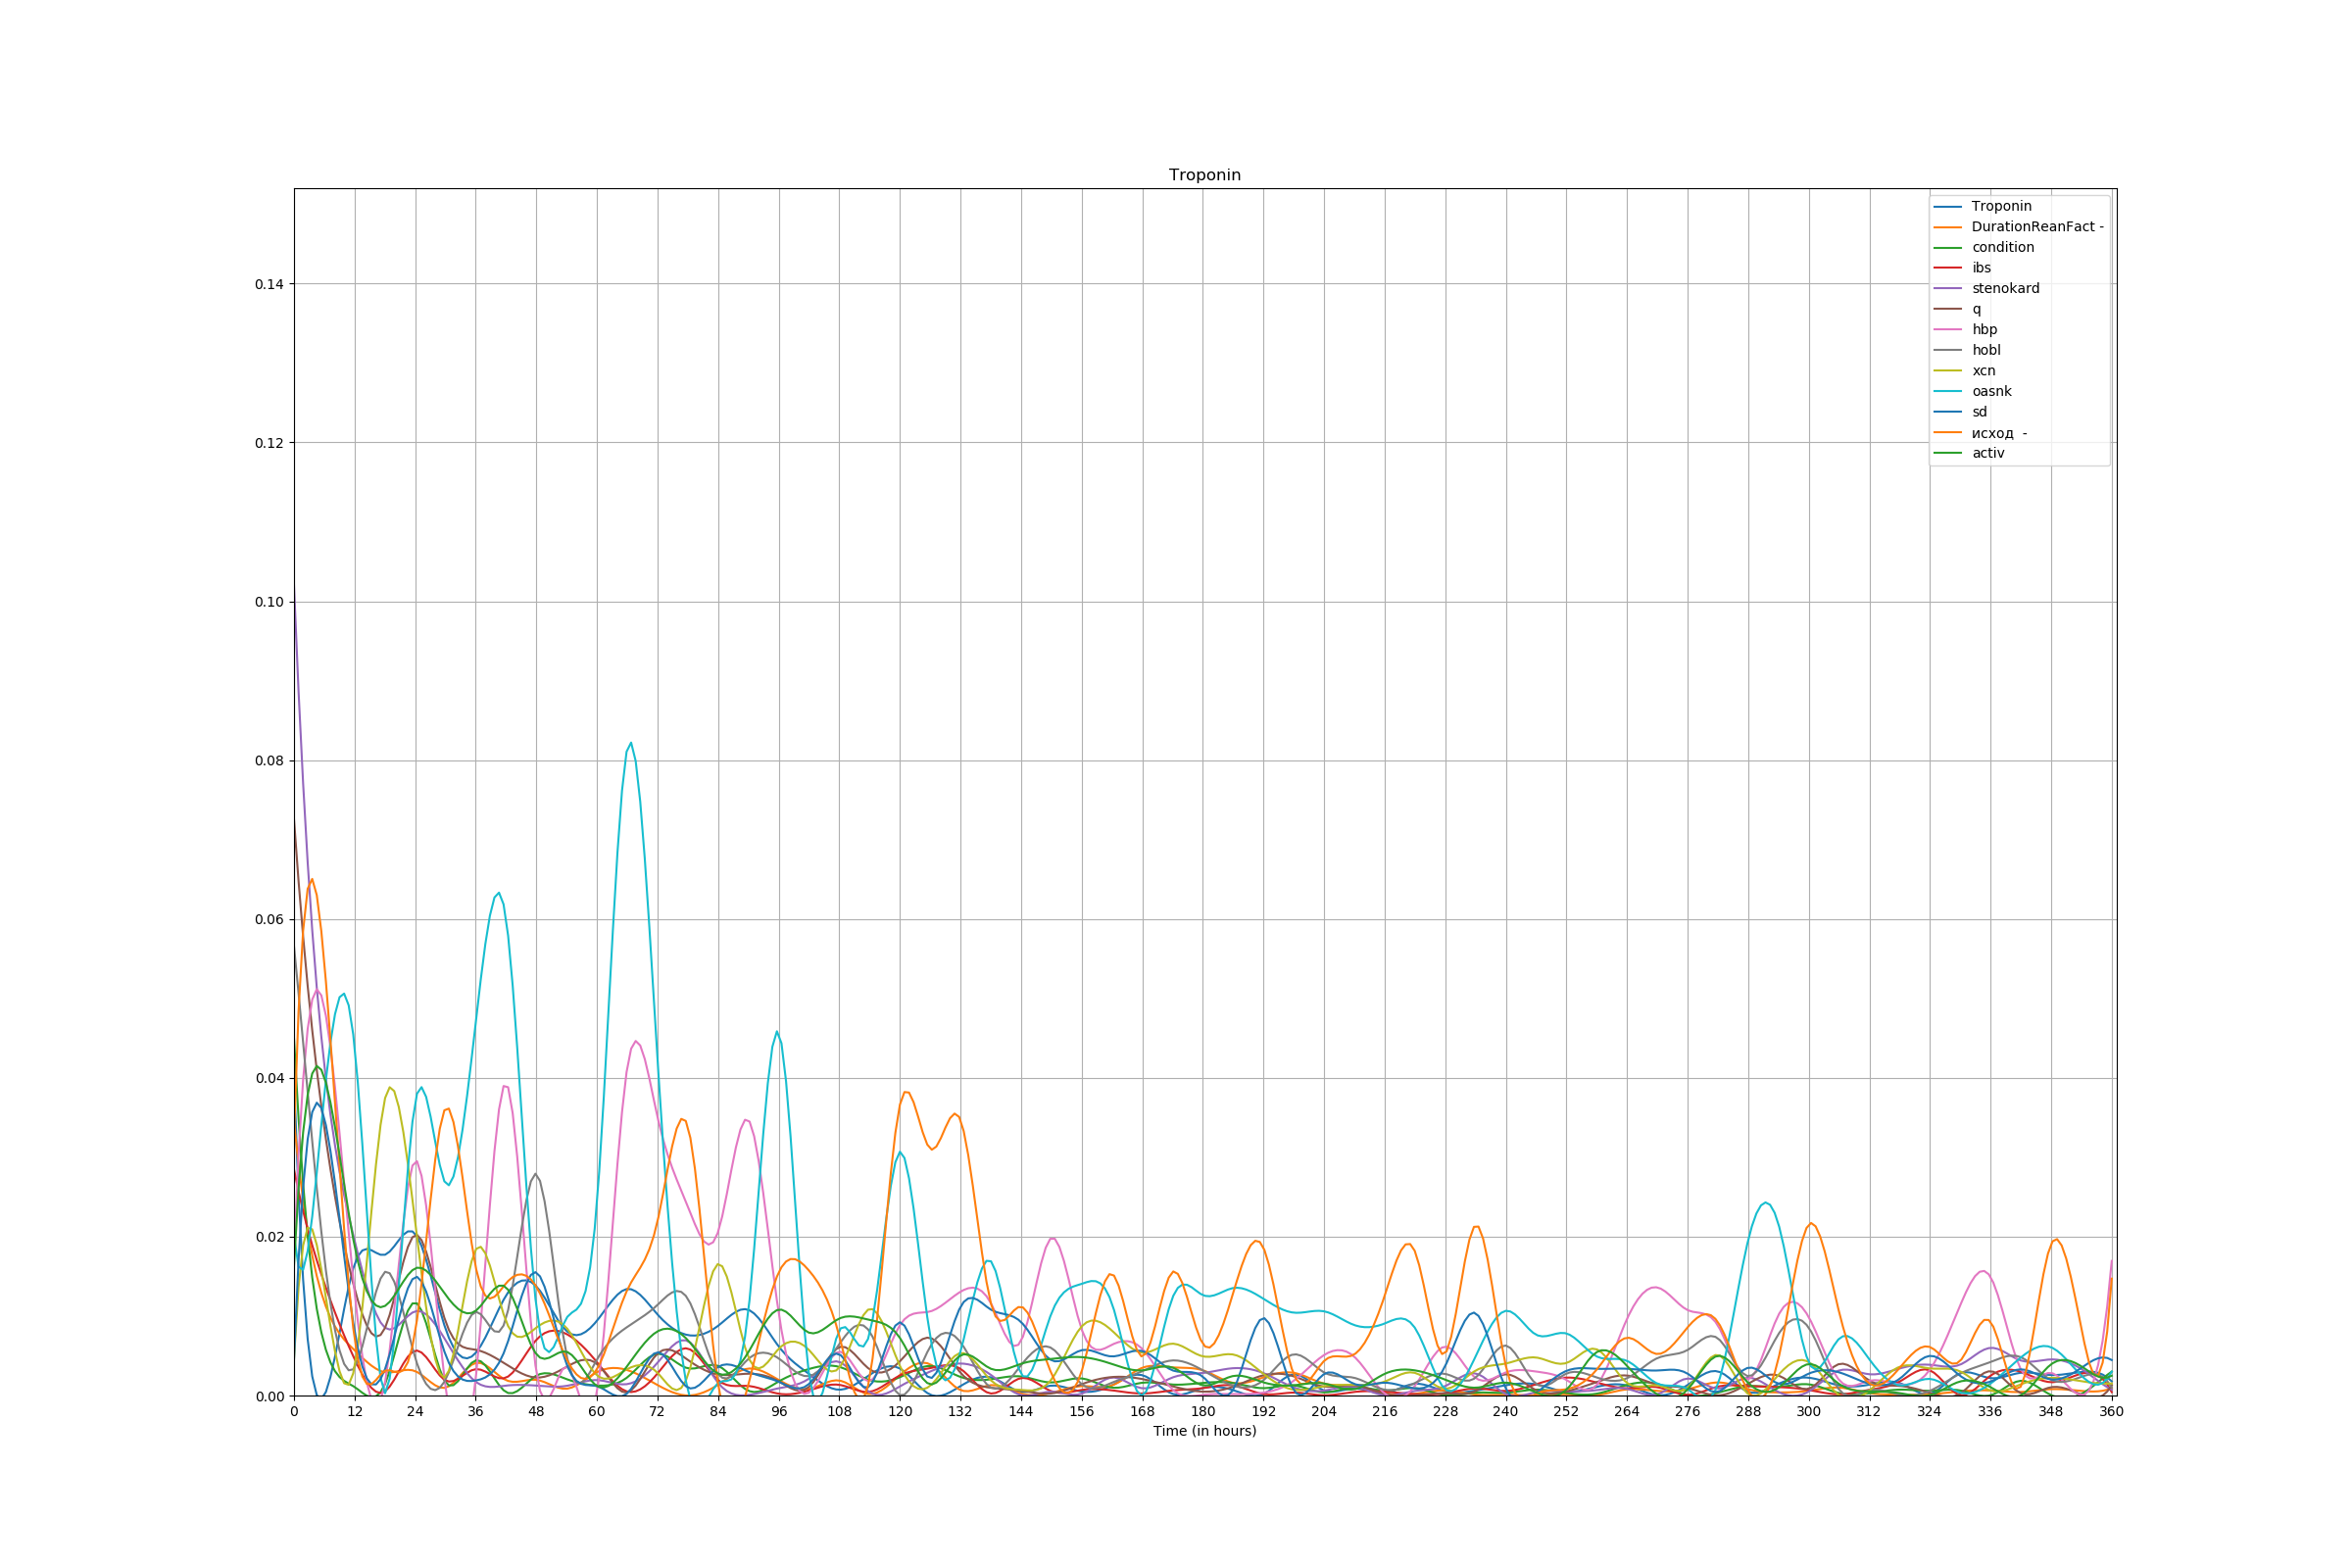 Troponin
0.14
0.12
0.10
0.08
0.06
0.04
0.02
0.00
Troponin
DurationReanFact -
condition
ibs
stenokard
q
hbp
hobl
xcn
oasnk
sd
исход -
activ
0 12 24 36 48 60 72 84 96 108 120 132 144 156 168 180 192 204 216 228 240 252 264 276 288 300 312 324 336 348 360
Time (in hours)